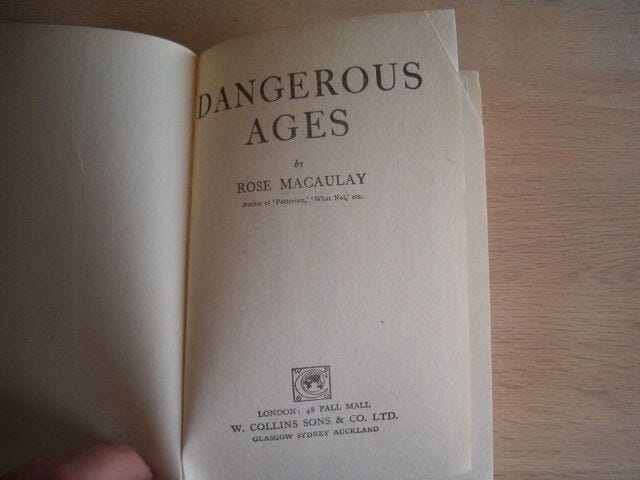 DANGEROUS
AGES
by
ROSE MACAULAY
Author of 'Potterism,' 'What Not,' etc.
LONDON: 48 PALL MALL
W. COLLINS SONS & CO. LTD.
GLASGOW SYDNEY AUCKLAND